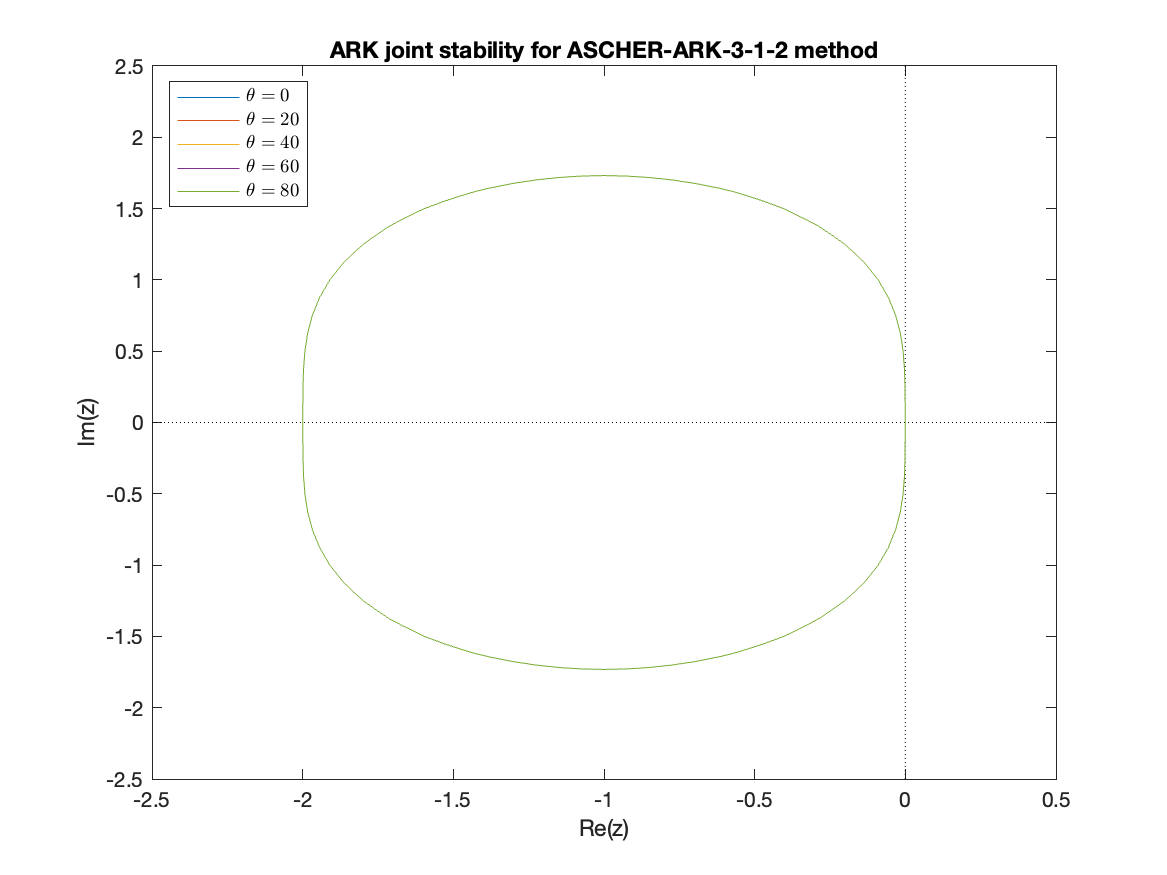 ARK joint stability for ASCHER-ARK-3-1-2 method
2.5
2
1.5
1
0.5
0
-0.5
-1
-1.5
-2
-2.5
Im(z)
θ = 0
θ = 20
θ = 40
θ = 60
θ = 80
-2.5 -2 -1.5 -1 -0.5 0 0.5
Re(z)